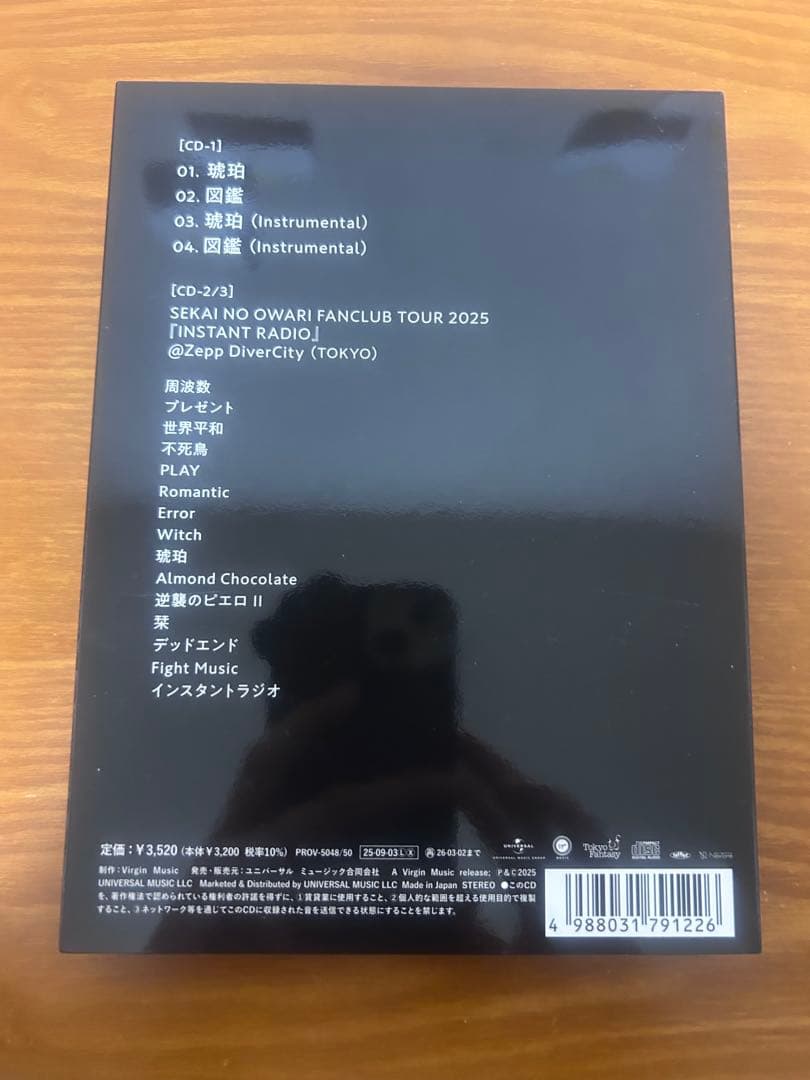 [CD-1]
01. 琥珀
02. 図鑑
03. 琥珀 (Instrumental)
04. 図鑑 (Instrumental)
[CD-2/3]
SEKAI NO OWARI FANCLUB TOUR 2025
『INSTANT RADIO』
@Zepp DiverCity (TOKYO)
周波数
プレゼント
世界平和
不死鳥
PLAY
Romantic
Error
Witch
琥珀
Almond Chocolate
逆襲のピエロ II
栞
デッドエンド
Fight Music
インスタントラジオ
定価：¥3,520 (本体¥3,200 税率10%) PROV-5048/50 25-09-03 L X 再 26-03-02まで
UNIVERSAL
UNIVERSAL MUSIC GROUP
MUSIC
Tokyo Fantasy
COMPACT disc DIGITAL AUDIO
制作：Virgin Music 発売・販売元：ユニバーサル ミュージック合同会社 A Virgin Music release; ℗&©2025
UNIVERSAL MUSIC LLC Marketed & Distributed by UNIVERSAL MUSIC LLC Made in Japan STEREO ●このCD
を、著作権法で認められている権利者の許諾を得ずに、①賃貸業に使用すること、②個人的な範囲を超える使用目的で複製
すること、③ネットワーク等を通じてこのCDに収録された音を送信できる状態にすることを禁じます。
4 988031 791226